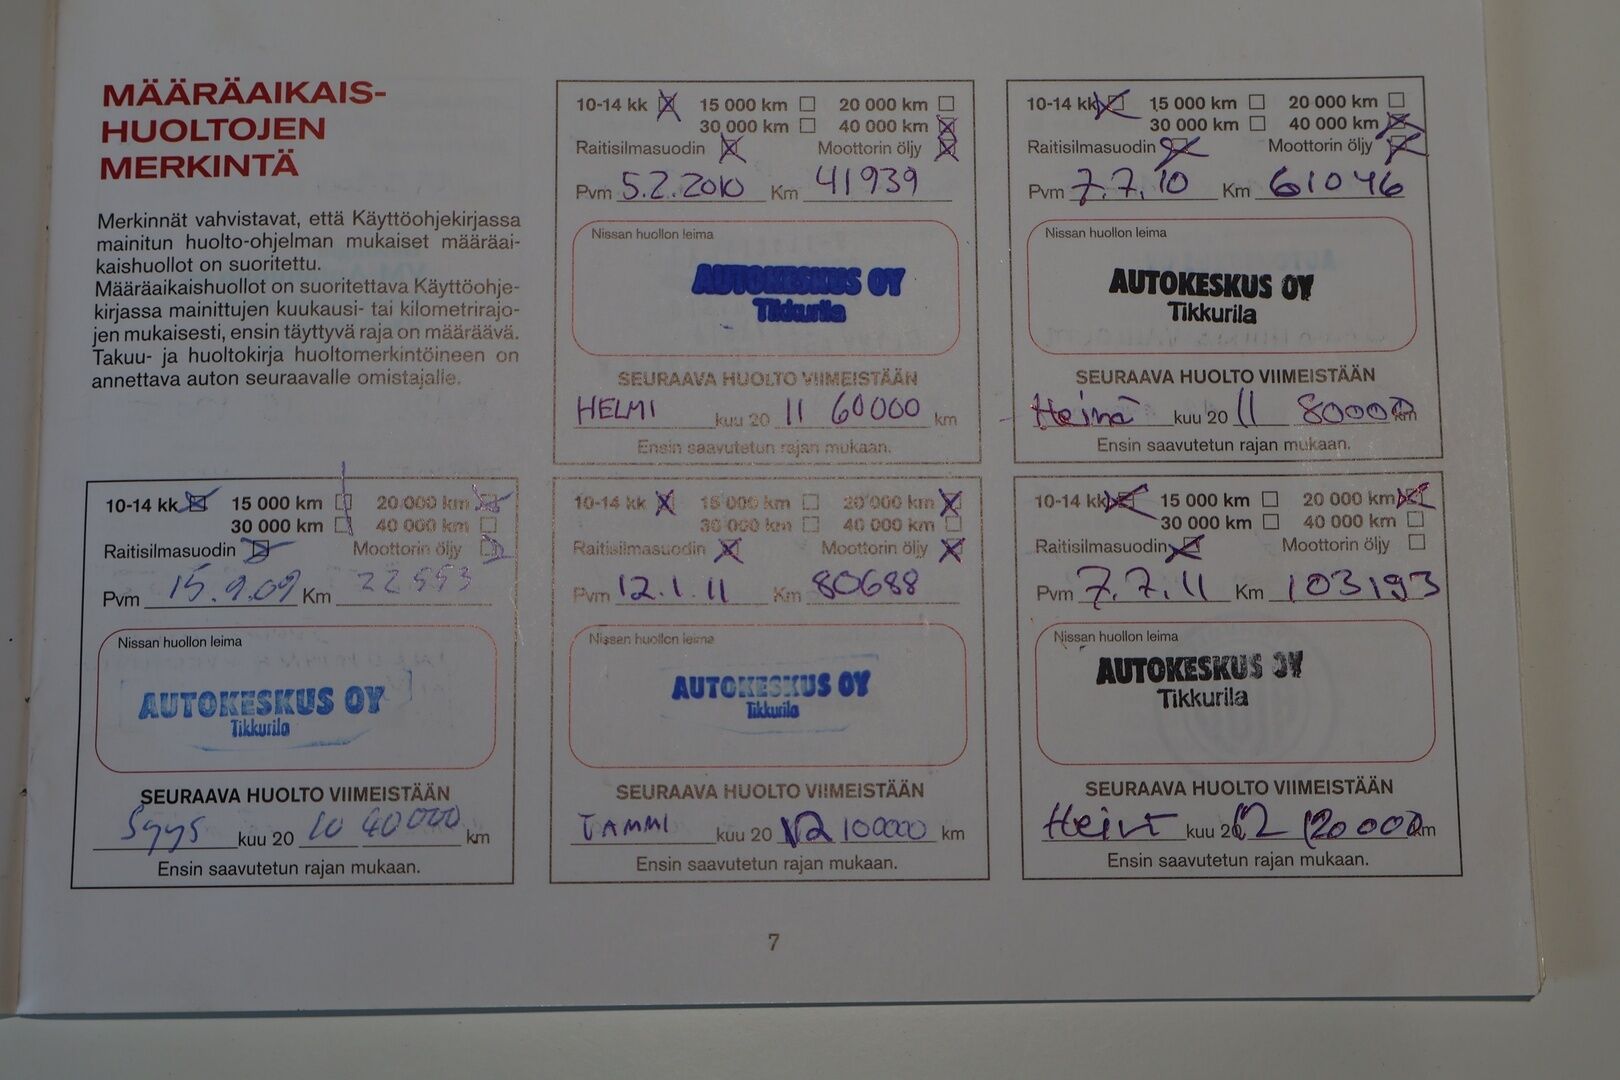 MÄÄRÄAIKAIS-
HUOLTOJEN
MERKINTÄ
Merkinnät vahvistavat, että Käyttöohjekirjassa
mainitun huolto-ohjelman mukaiset määräai-
kaishuollot on suoritettu.
Määräaikaishuollot on suoritettava Käyttöohje-
kirjassa mainittujen kuukausi- tai kilometrirajo-
jen mukaisesti, ensin täyttyvä raja on määräävä.
Takuu- ja huoltokirja huoltomerkintöineen on
annettava auton seuraavalle omistajalle.
10-14 kk 15 000 km 20 000 km
30 000 km 40 000 km
Raitisilmasuodin Moottorin öljy
Pvm 15.9.09 Km 22553
Nissan huollon leima
AUTOKESKUS OY
Tikkurila
SEURAAVA HUOLTO VIIMEISTÄÄN
Syys kuu 20 10 40000 km
Ensin saavutetun rajan mukaan.
10-14 kk 15 000 km 20 000 km
30 000 km 40 000 km
Raitisilmasuodin Moottorin öljy
Pvm 5.2.2010 Km 41939
Nissan huollon leima
AUTOKESKUS OY
Tikkurila
SEURAAVA HUOLTO VIIMEISTÄÄN
HELMI kuu 20 11 60000 km
Ensin saavutetun rajan mukaan.
10-14 kk 15 000 km 20 000 km
30 000 km 40 000 km
Raitisilmasuodin Moottorin öljy
Pvm 7.7.10 Km 61046
Nissan huollon leima
AUTOKESKUS OY
Tikkurila
SEURAAVA HUOLTO VIIMEISTÄÄN
Heinä kuu 20 11 80000 km
Ensin saavutetun rajan mukaan.
10-14 kk 15 000 km 20 000 km
30 000 km 40 000 km
Raitisilmasuodin Moottorin öljy
Pvm 12.1.11 Km 80688
Nissan huollon leima
AUTOKESKUS OY
Tikkurila
SEURAAVA HUOLTO VIIMEISTÄÄN
TAMMI kuu 20 12 100000 km
Ensin saavutetun rajan mukaan.
10-14 kk 15 000 km 20 000 km
30 000 km 40 000 km
Raitisilmasuodin Moottorin öljy
Pvm 7.7.11 Km 103193
Nissan huollon leima
AUTOKESKUS OY
Tikkurila
SEURAAVA HUOLTO VIIMEISTÄÄN
kuu 20 12 120000 km
Ensin saavutetun rajan mukaan.
7